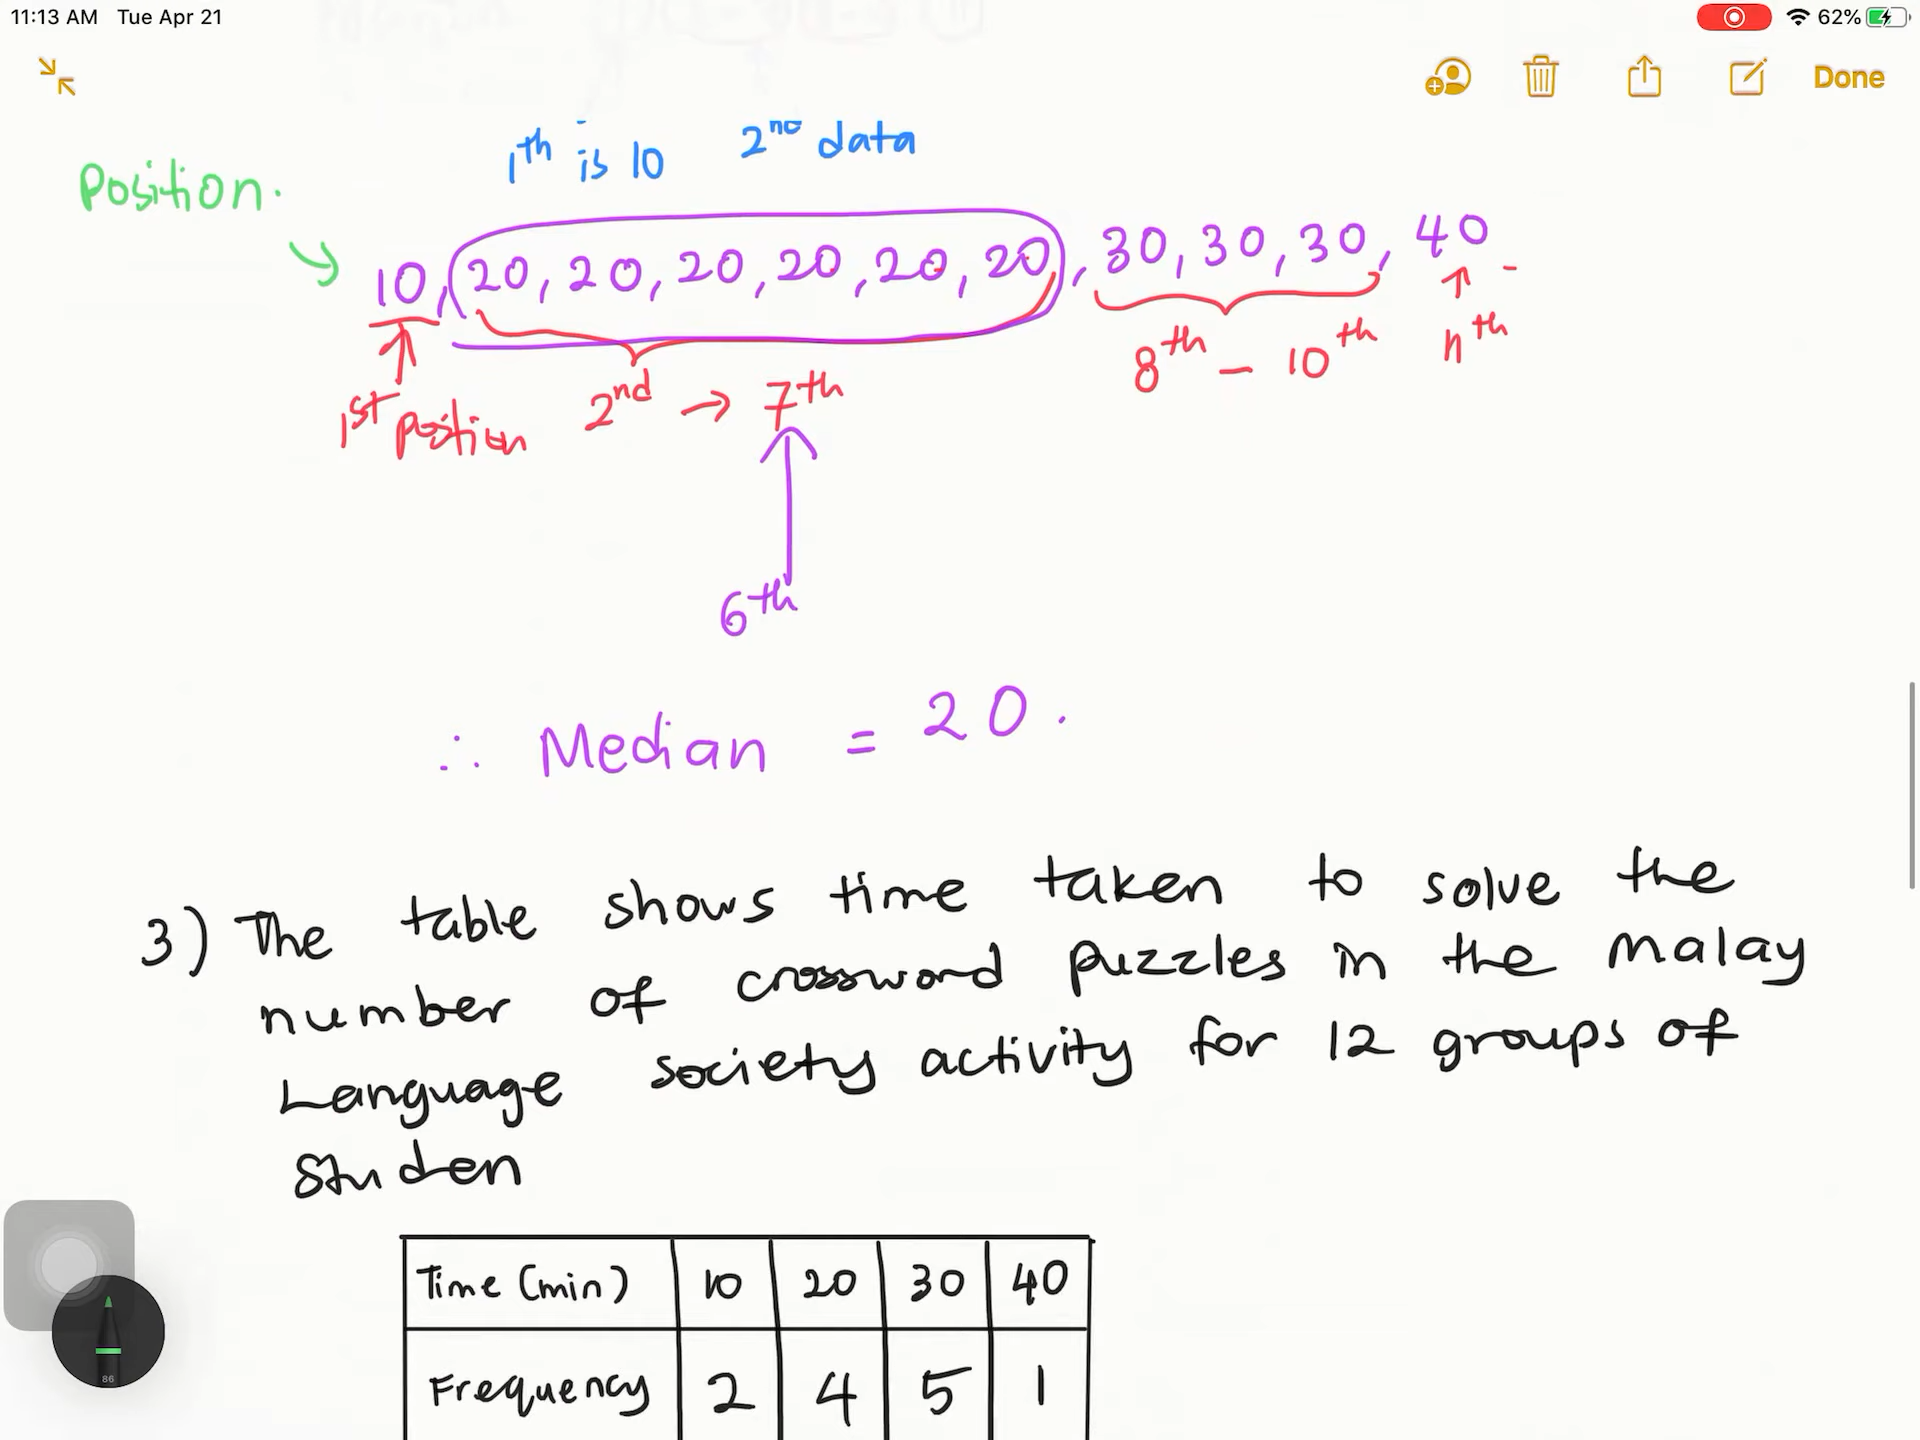 11:13 AM Tue Apr 21 62%
Done
1th is 10 2nd data
Position.
10, 20, 20, 20, 20, 20, 20, 30, 30, 30, 40
1st position 2nd → 7th 8th - 10th 11th
6th
∴ Median = 20.
3) The table shows time taken to solve the
number of crossword puzzles in the malay
Language society activity for 12 groups of
studen
Time (min) 10 20 30 40
Frequency 2 4 5 1
86